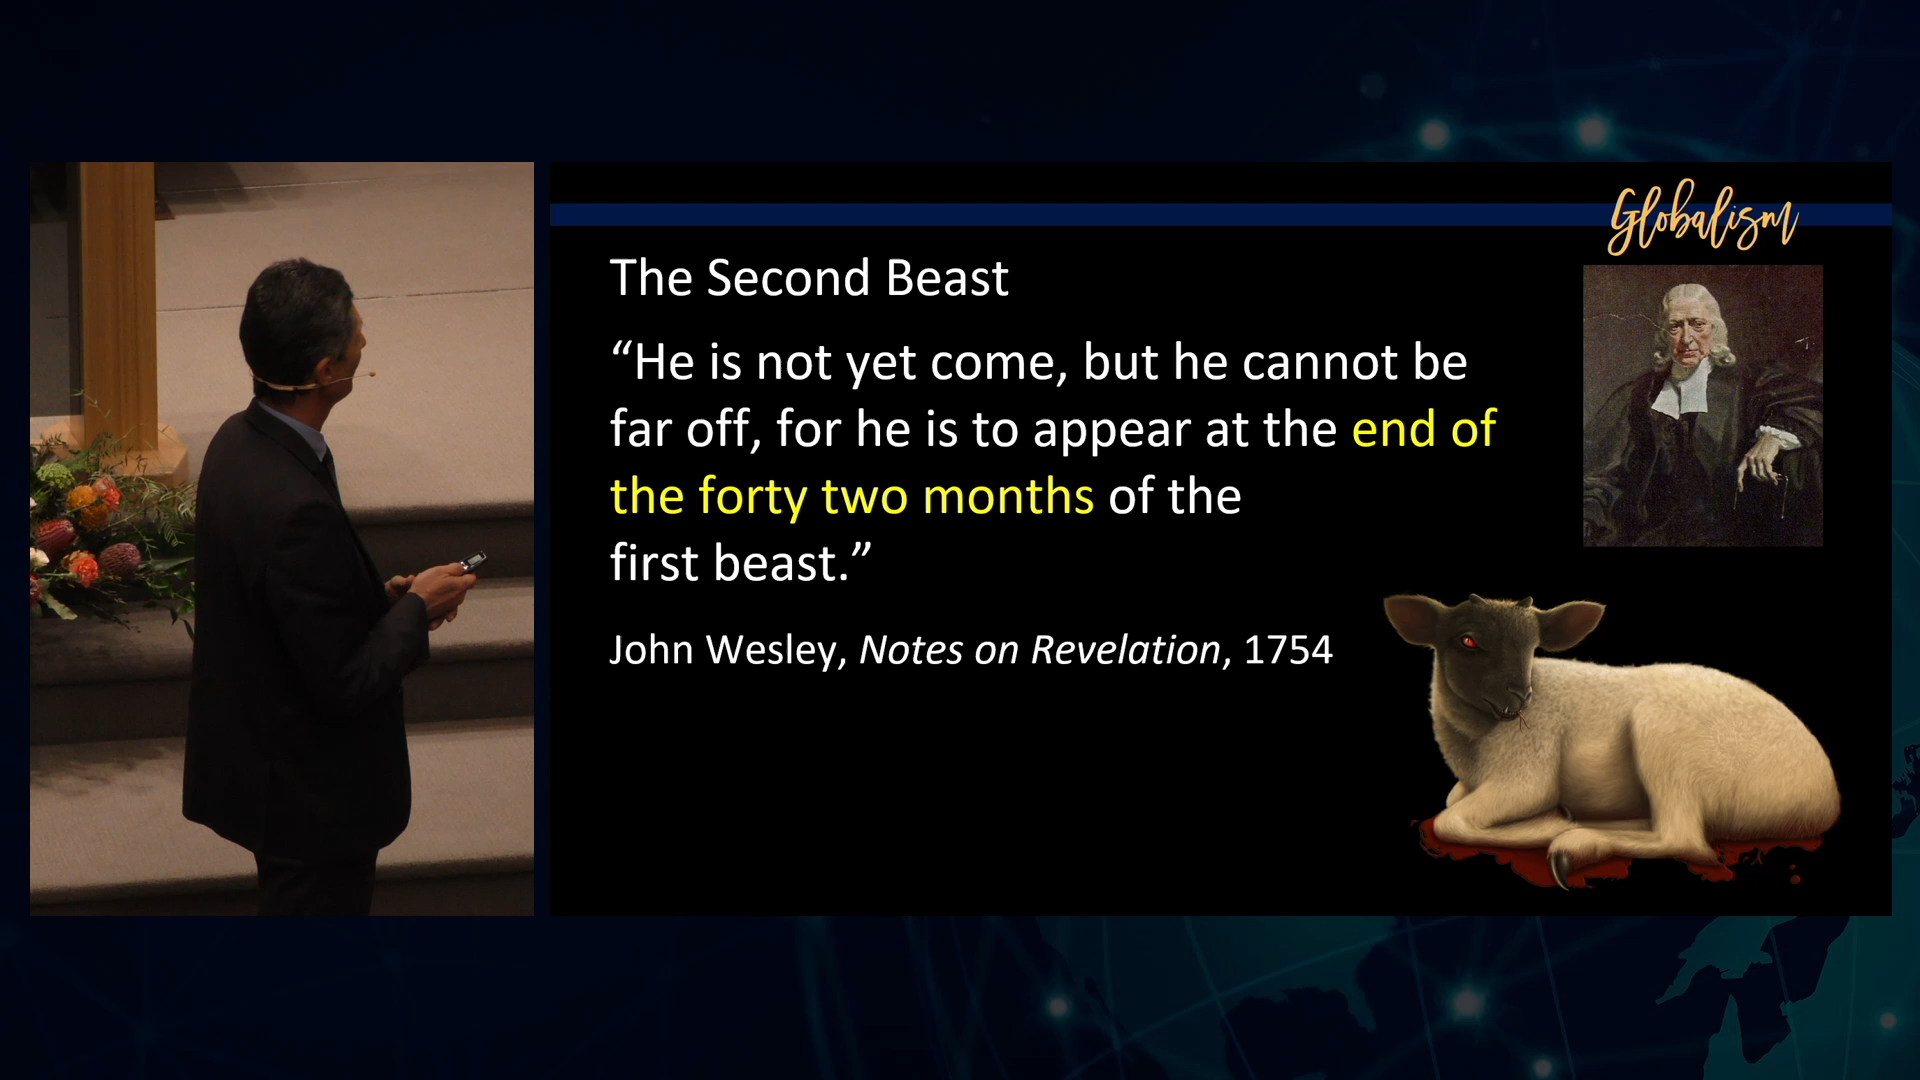 Globalism
The Second Beast
“He is not yet come, but he cannot be
far off, for he is to appear at the end of
the forty two months of the
first beast.”
John Wesley, Notes on Revelation, 1754